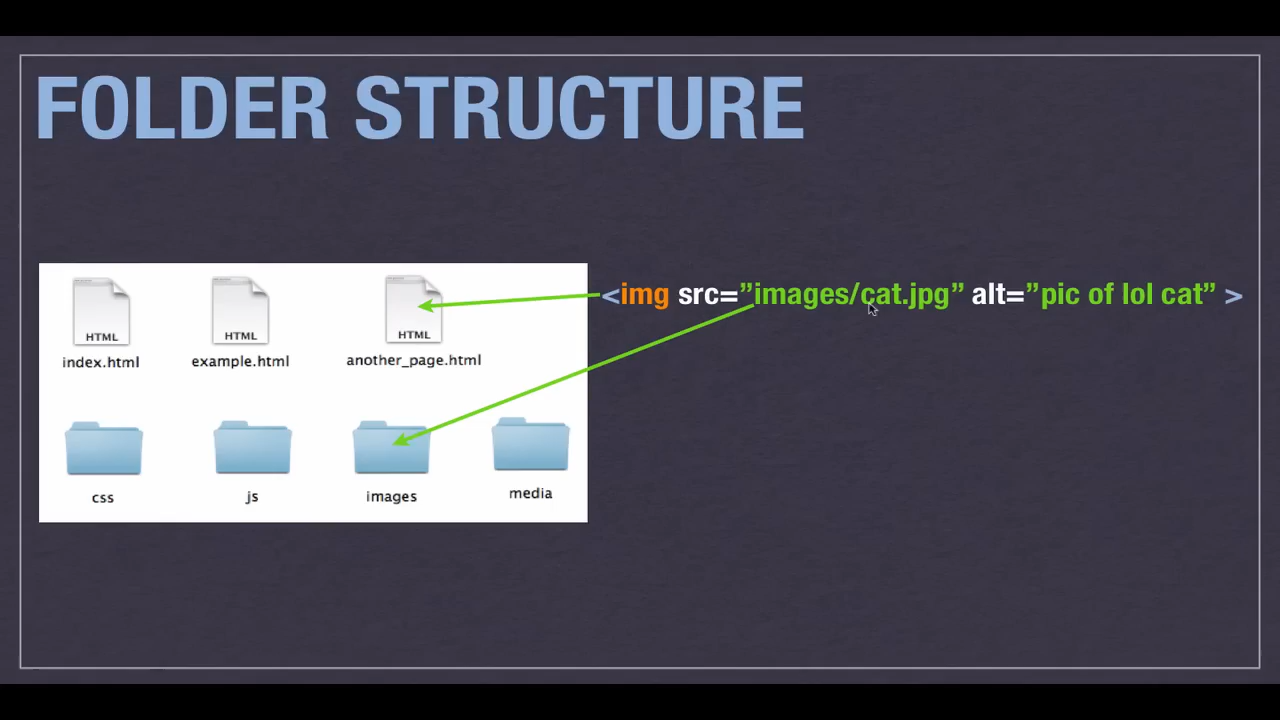 FOLDER STRUCTURE
<img src=”images/cat.jpg” alt=”pic of lol cat” >
HTML HTML HTML
index.html example.html another_page.html
css js images media